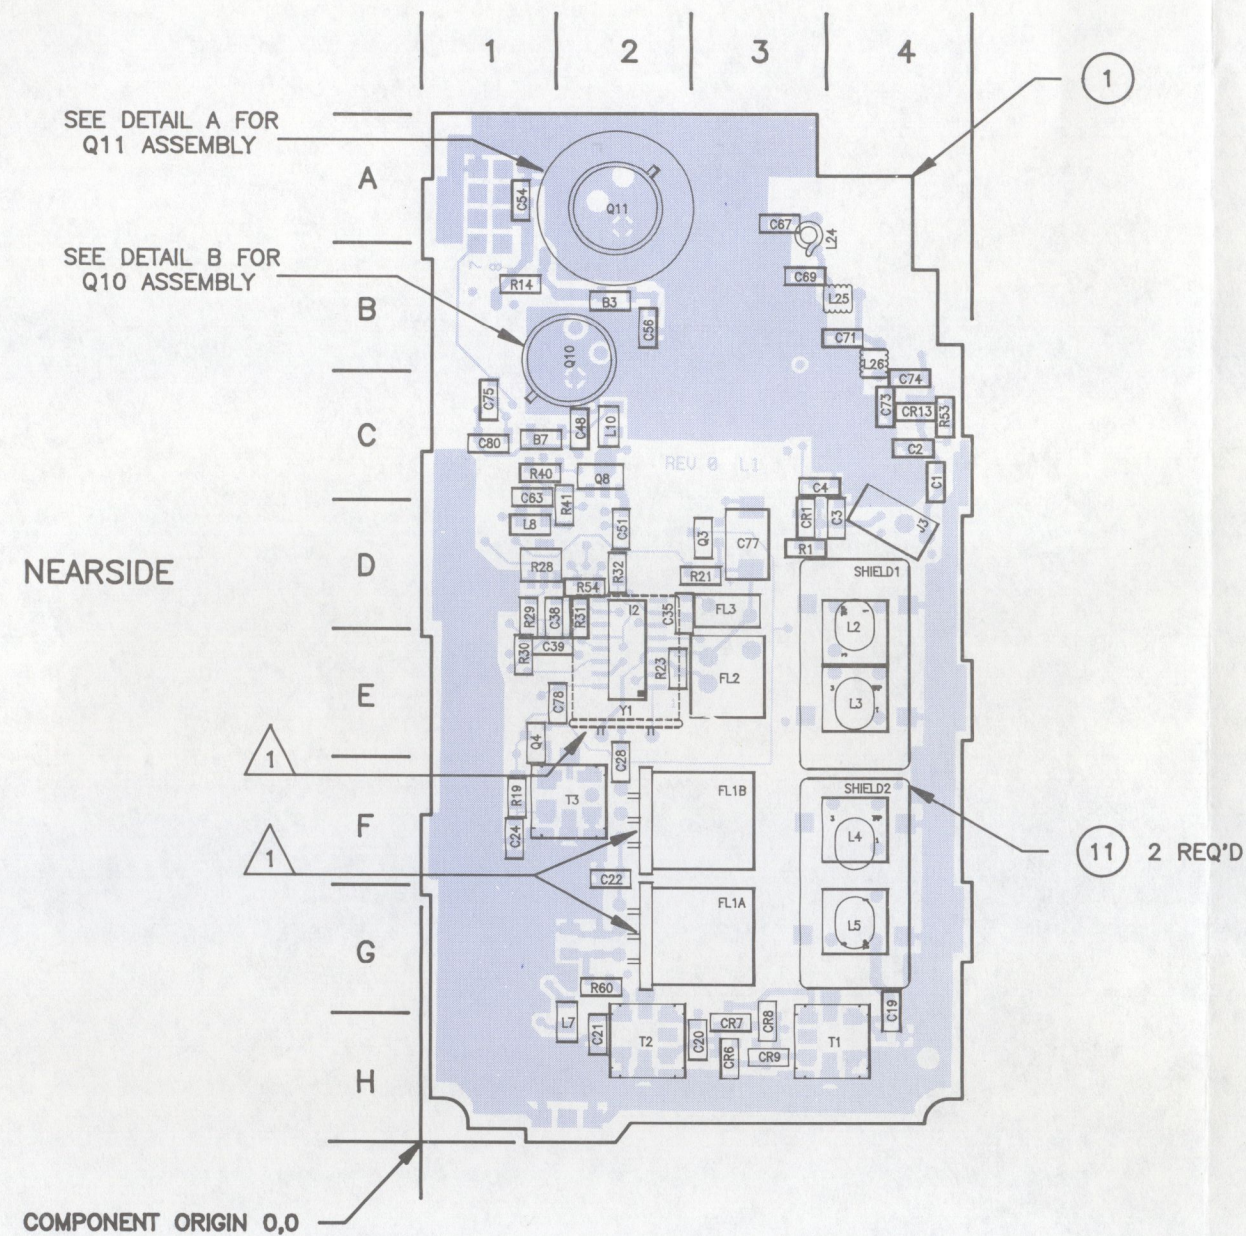 1 2 3 4
1
SEE DETAIL A FOR
Q11 ASSEMBLY
A
C54
Q11
C67
L24
SEE DETAIL B FOR
Q10 ASSEMBLY
7 8
R14
B3
C69
L25
B
C56
C71
Q10
L26
C74
C75
C73
CR13
R53
C
C80
B7
C48
L10
C2
REV 0 L1
R40
Q8
C1
C63
R41
C4
L8
C51
Q3
C77
CR1
C3
J3
R1
NEARSIDE
D
R28
R54
R32
R21
SHIELD1
R29
C38
R31
I2
C35
FL3
L2
R30
C39
R23
FL2
E
C78
Y1
L3
Q4
C28
1
R19
T3
FL1B
SHIELD2
F
C24
L4
1
11 2 REQ'D
C22
FL1A
L5
G
R60
L7
C21
T2
C20
CR7
CR8
CR6
CR9
T1
C19
H
COMPONENT ORIGIN 0,0